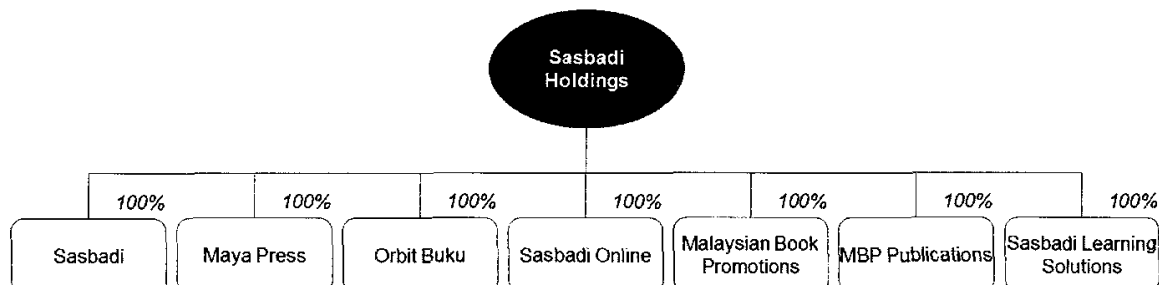 Sasbadi
Holdings
100% 100% 100% 100% 100% 100% 100%
Sasbadi
Maya Press
Orbit Buku
Sasbadi Online
Malaysian Book
Promotions
MBP Publications
Sasbadi Learning
Solutions